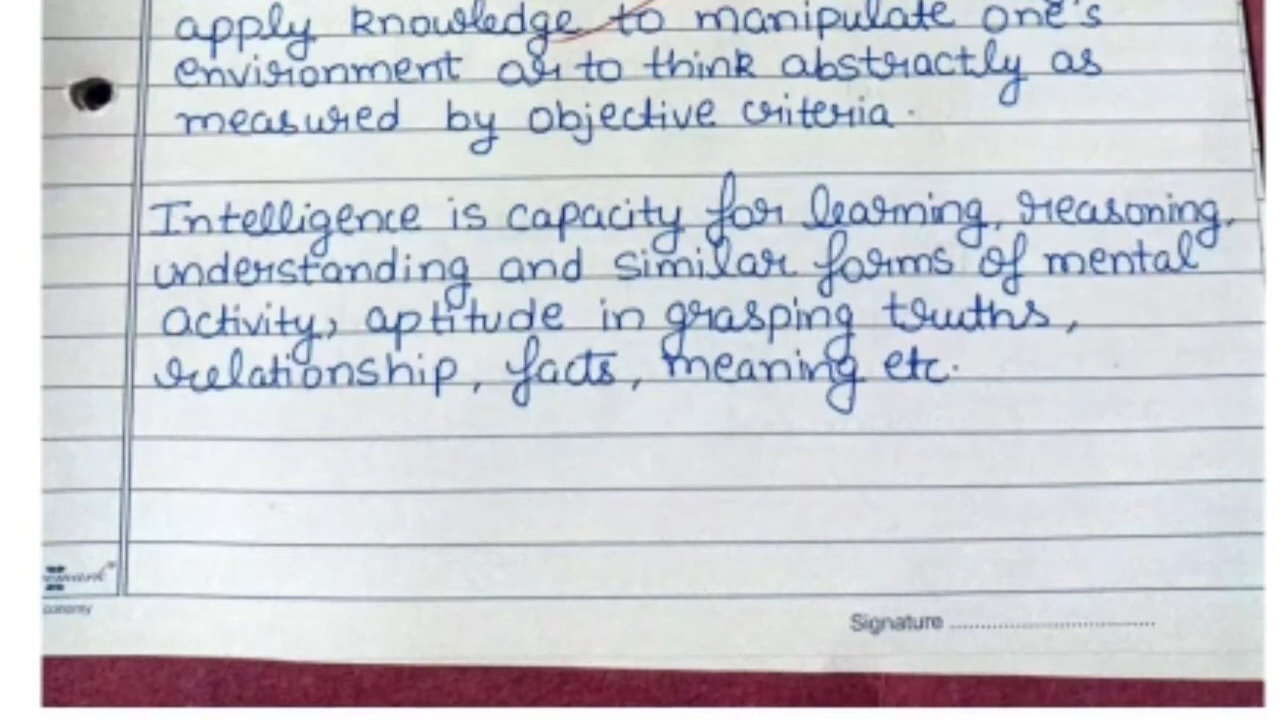 apply knowledge to manipulate one's
environment or to think abstractly as
measured by objective criteria.
Intelligence is capacity for learning, reasoning,
understanding and similar forms of mental
activity, aptitude in grasping truths,
relationship, facts, meaning etc.
Signature ....................................